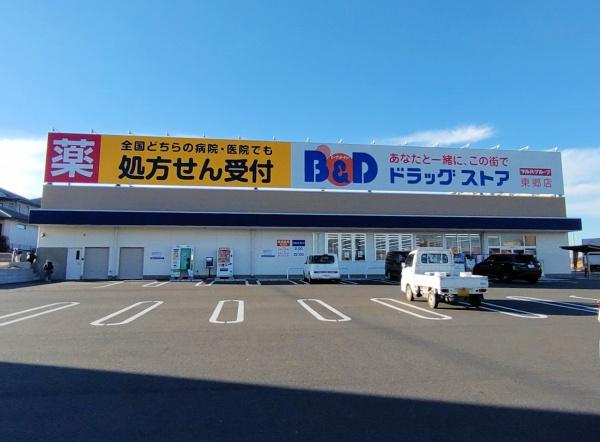 薬
全国どちらの病院・医院でも
処方せん受付
B&D
あなたと一緒に、この街で
ドラッグストア
ツルハグループ
東郷店